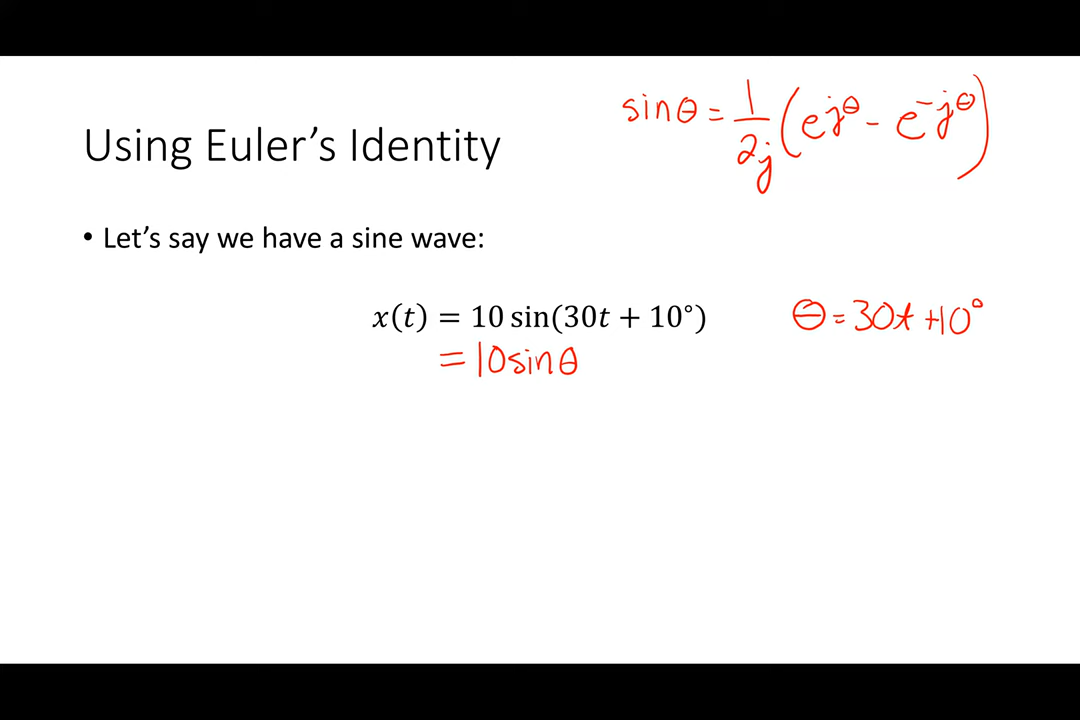 sinθ = 1/2j (e^jθ - e^-jθ)
Using Euler's Identity
• Let's say we have a sine wave:
x(t) = 10 sin(30t + 10°)
θ = 30t + 10°
= 10sinθ